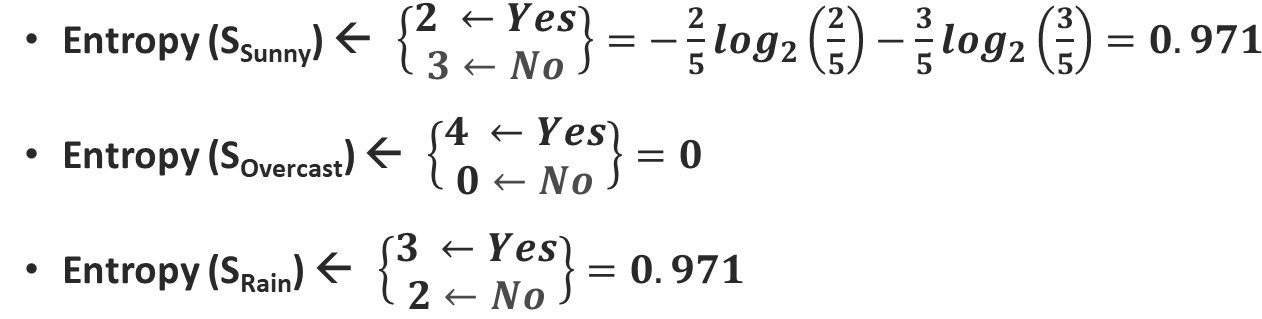 • Entropy (S_Sunny) ← {2 ← Yes 3 ← No} = −2/5 log₂(2/5) − 3/5 log₂(3/5) = 0.971
• Entropy (S_Overcast) ← {4 ← Yes 0 ← No} = 0
• Entropy (S_Rain) ← {3 ← Yes 2 ← No} = 0.971